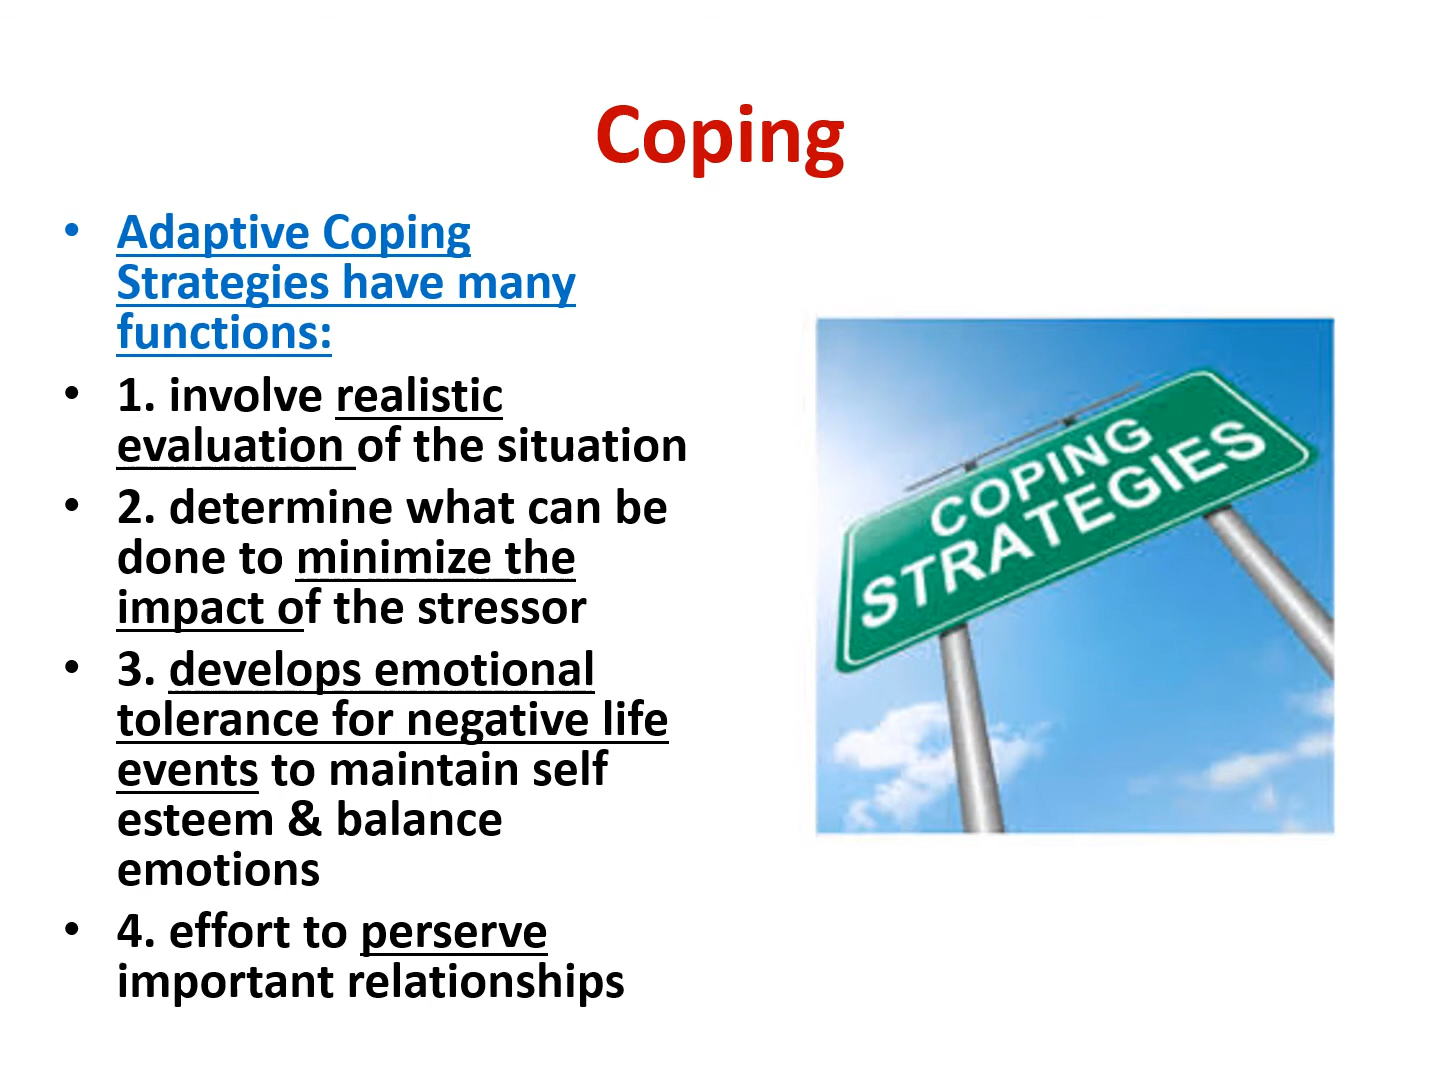 Coping
• Adaptive Coping
Strategies have many
functions:
• 1. involve realistic
evaluation of the situation
• 2. determine what can be
done to minimize the
impact of the stressor
• 3. develops emotional
tolerance for negative life
events to maintain self
esteem & balance
emotions
• 4. effort to perserve
important relationships
COPING
STRATEGIES